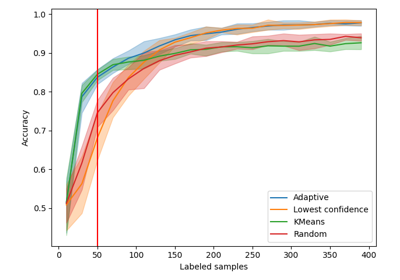 1.0
0.9
0.8
0.7
0.6
0.5
Accuracy
0
50
100
150
200
250
300
350
400
Labeled samples
Adaptive
Lowest confidence
KMeans
Random